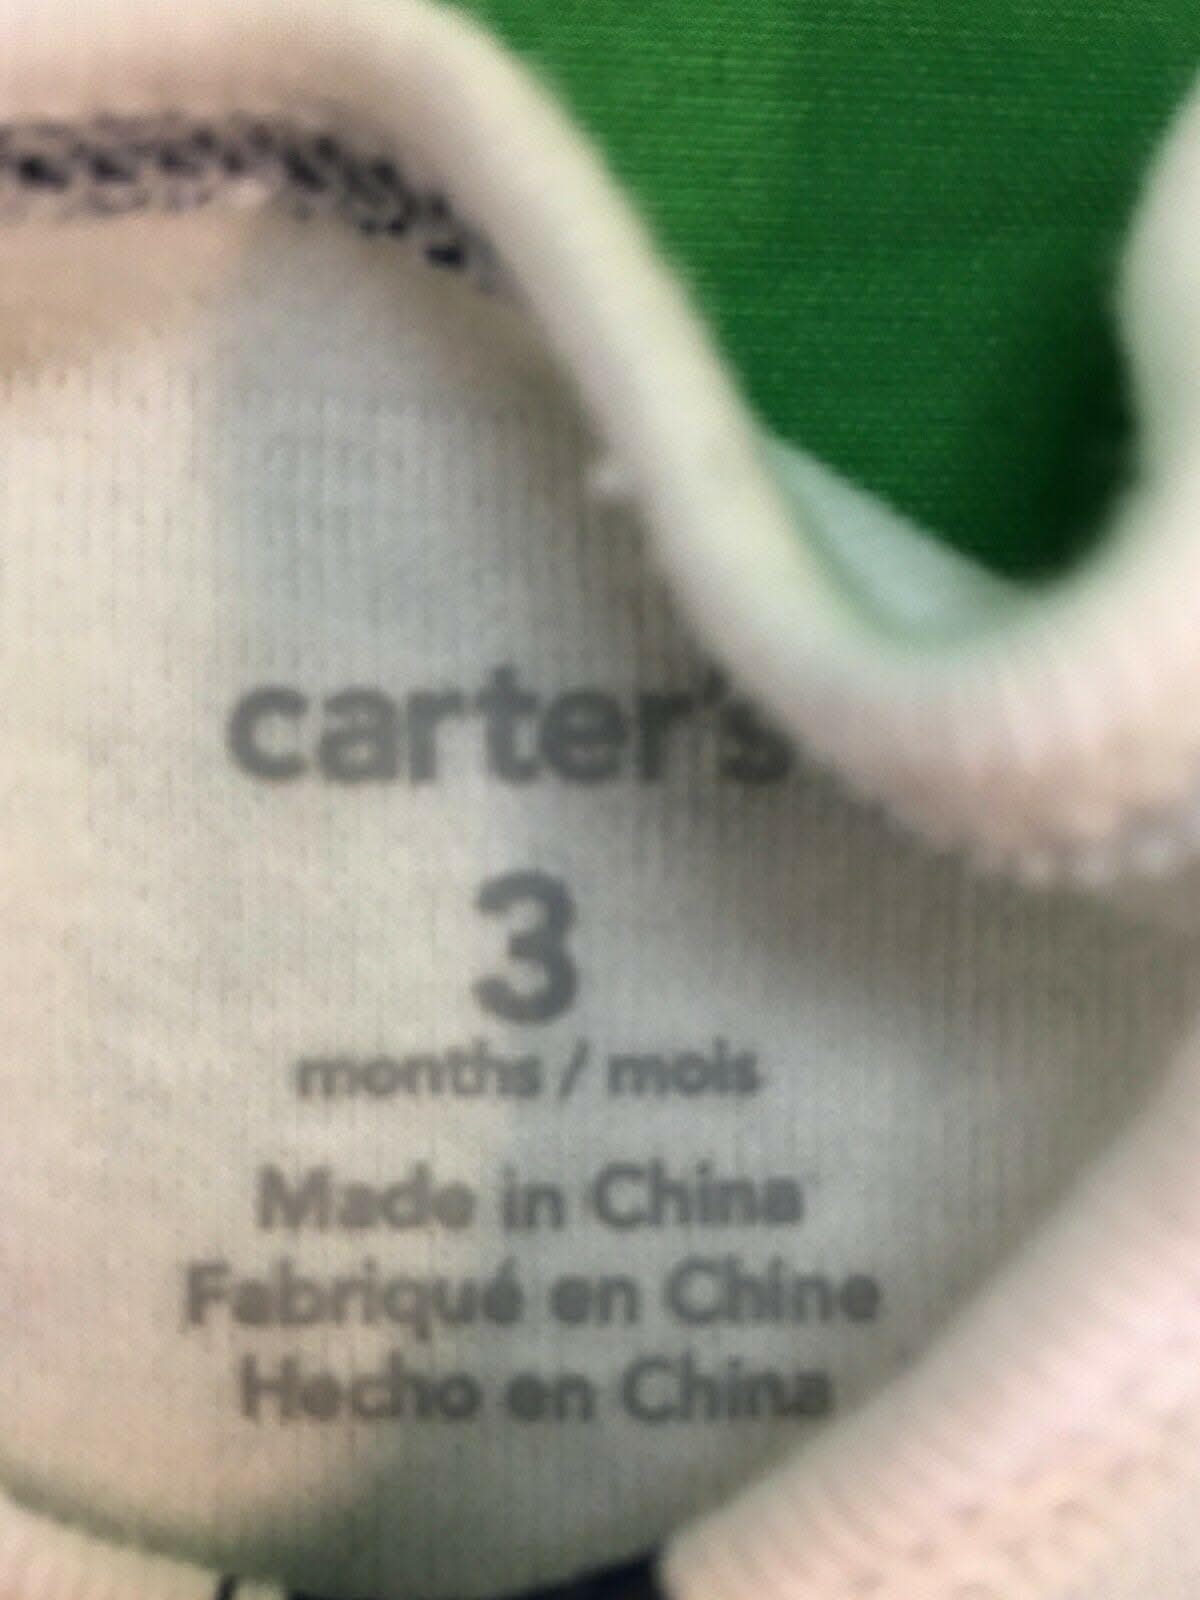 carter's
3
months / mois
Made in China
Fabriqué en Chine
Hecho en China